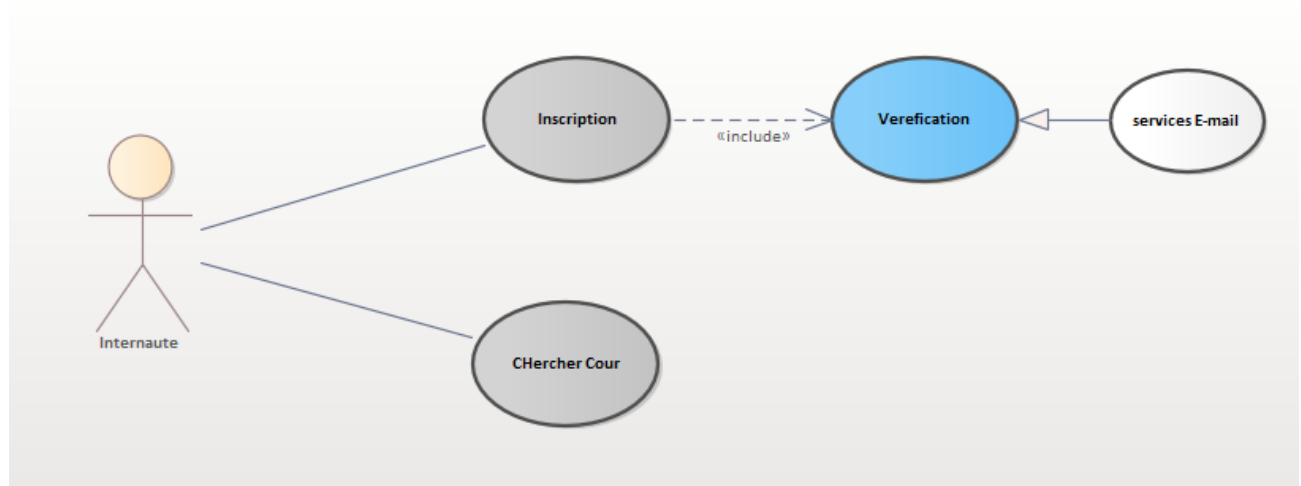 Inscription
«include»
Verefication
services E-mail
Internaute
CHercher Cour